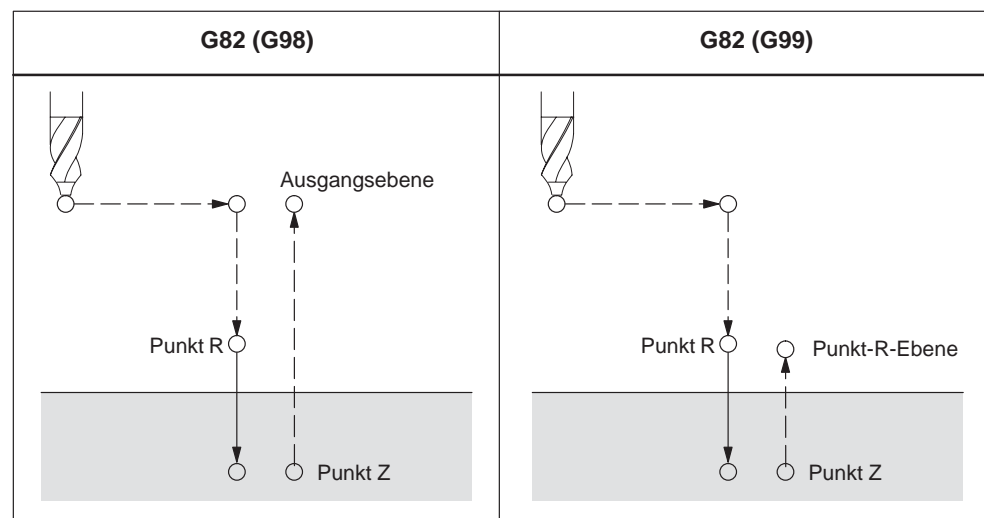 G82 (G98)
G82 (G99)
Ausgangsebene
Punkt R
Punkt Z
Punkt R
Punkt-R-Ebene
Punkt Z